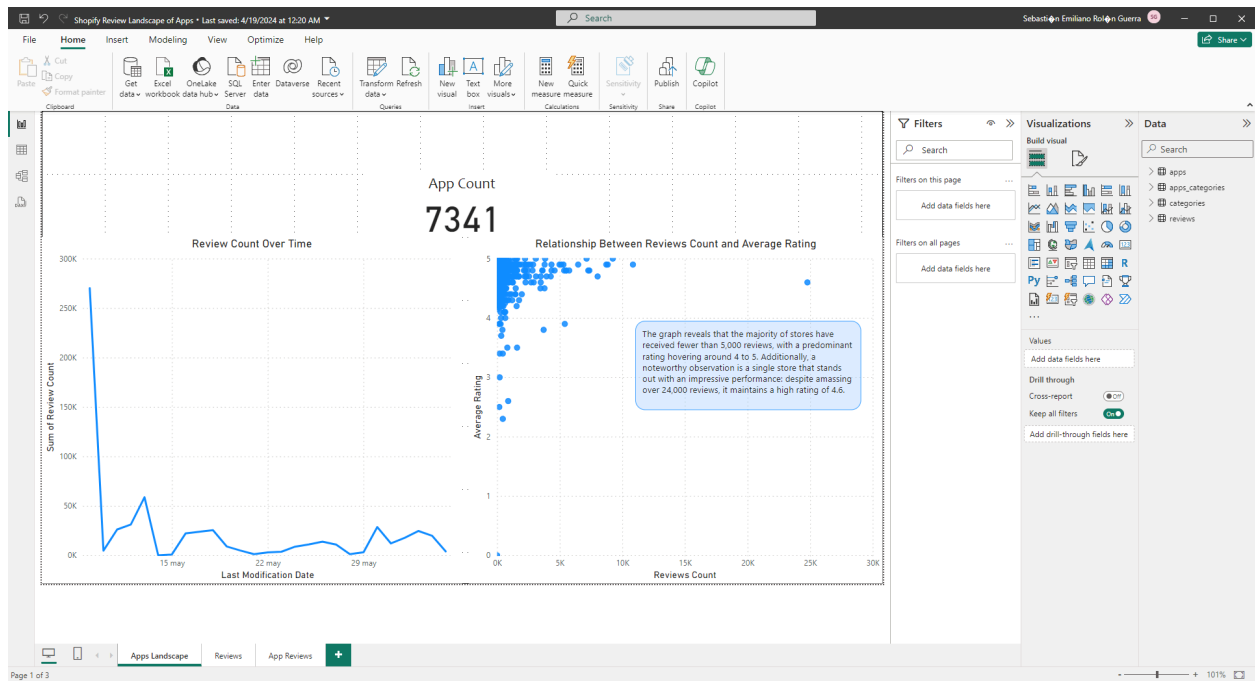 Shopify Review Landscape of Apps • Last saved: 4/19/2024 at 12:20 AM
Search
Sebasti�n Emiliano Rol�n Guerra
SG
File
Home
Insert
Modeling
View
Optimize
Help
Share
Paste
Cut
Copy
Format painter
Clipboard
Get data
Excel workbook
OneLake data hub
SQL Server
Enter data
Dataverse
Recent sources
Data
Transform data
Refresh
Queries
New visual
Text box
More visuals
Insert
New measure
Quick measure
Calculations
Sensitivity
Sensitivity
Publish
Share
Copilot
Copilot
App Count
7341
Review Count Over Time
300K
250K
200K
150K
100K
50K
0K
Sum of Review Count
15 may
22 may
29 may
Last Modification Date
Relationship Between Reviews Count and Average Rating
5
4
3
2
1
0
Average Rating
The graph reveals that the majority of stores have
received fewer than 5,000 reviews, with a predominant
rating hovering around 4 to 5. Additionally, a
noteworthy observation is a single store that stands
out with an impressive performance: despite amassing
over 24,000 reviews, it maintains a high rating of 4.6.
0K
5K
10K
15K
20K
25K
30K
Reviews Count
Filters
Search
Filters on this page
...
Add data fields here
Filters on all pages
...
Add data fields here
Visualizations
Build visual
123
R
Py
...
Values
Add data fields here
Drill through
Cross-report
Off
Keep all filters
On
Add drill-through fields here
Data
Search
apps
apps_categories
categories
reviews
Apps Landscape
Reviews
App Reviews
+
Page 1 of 3
-
+
101%